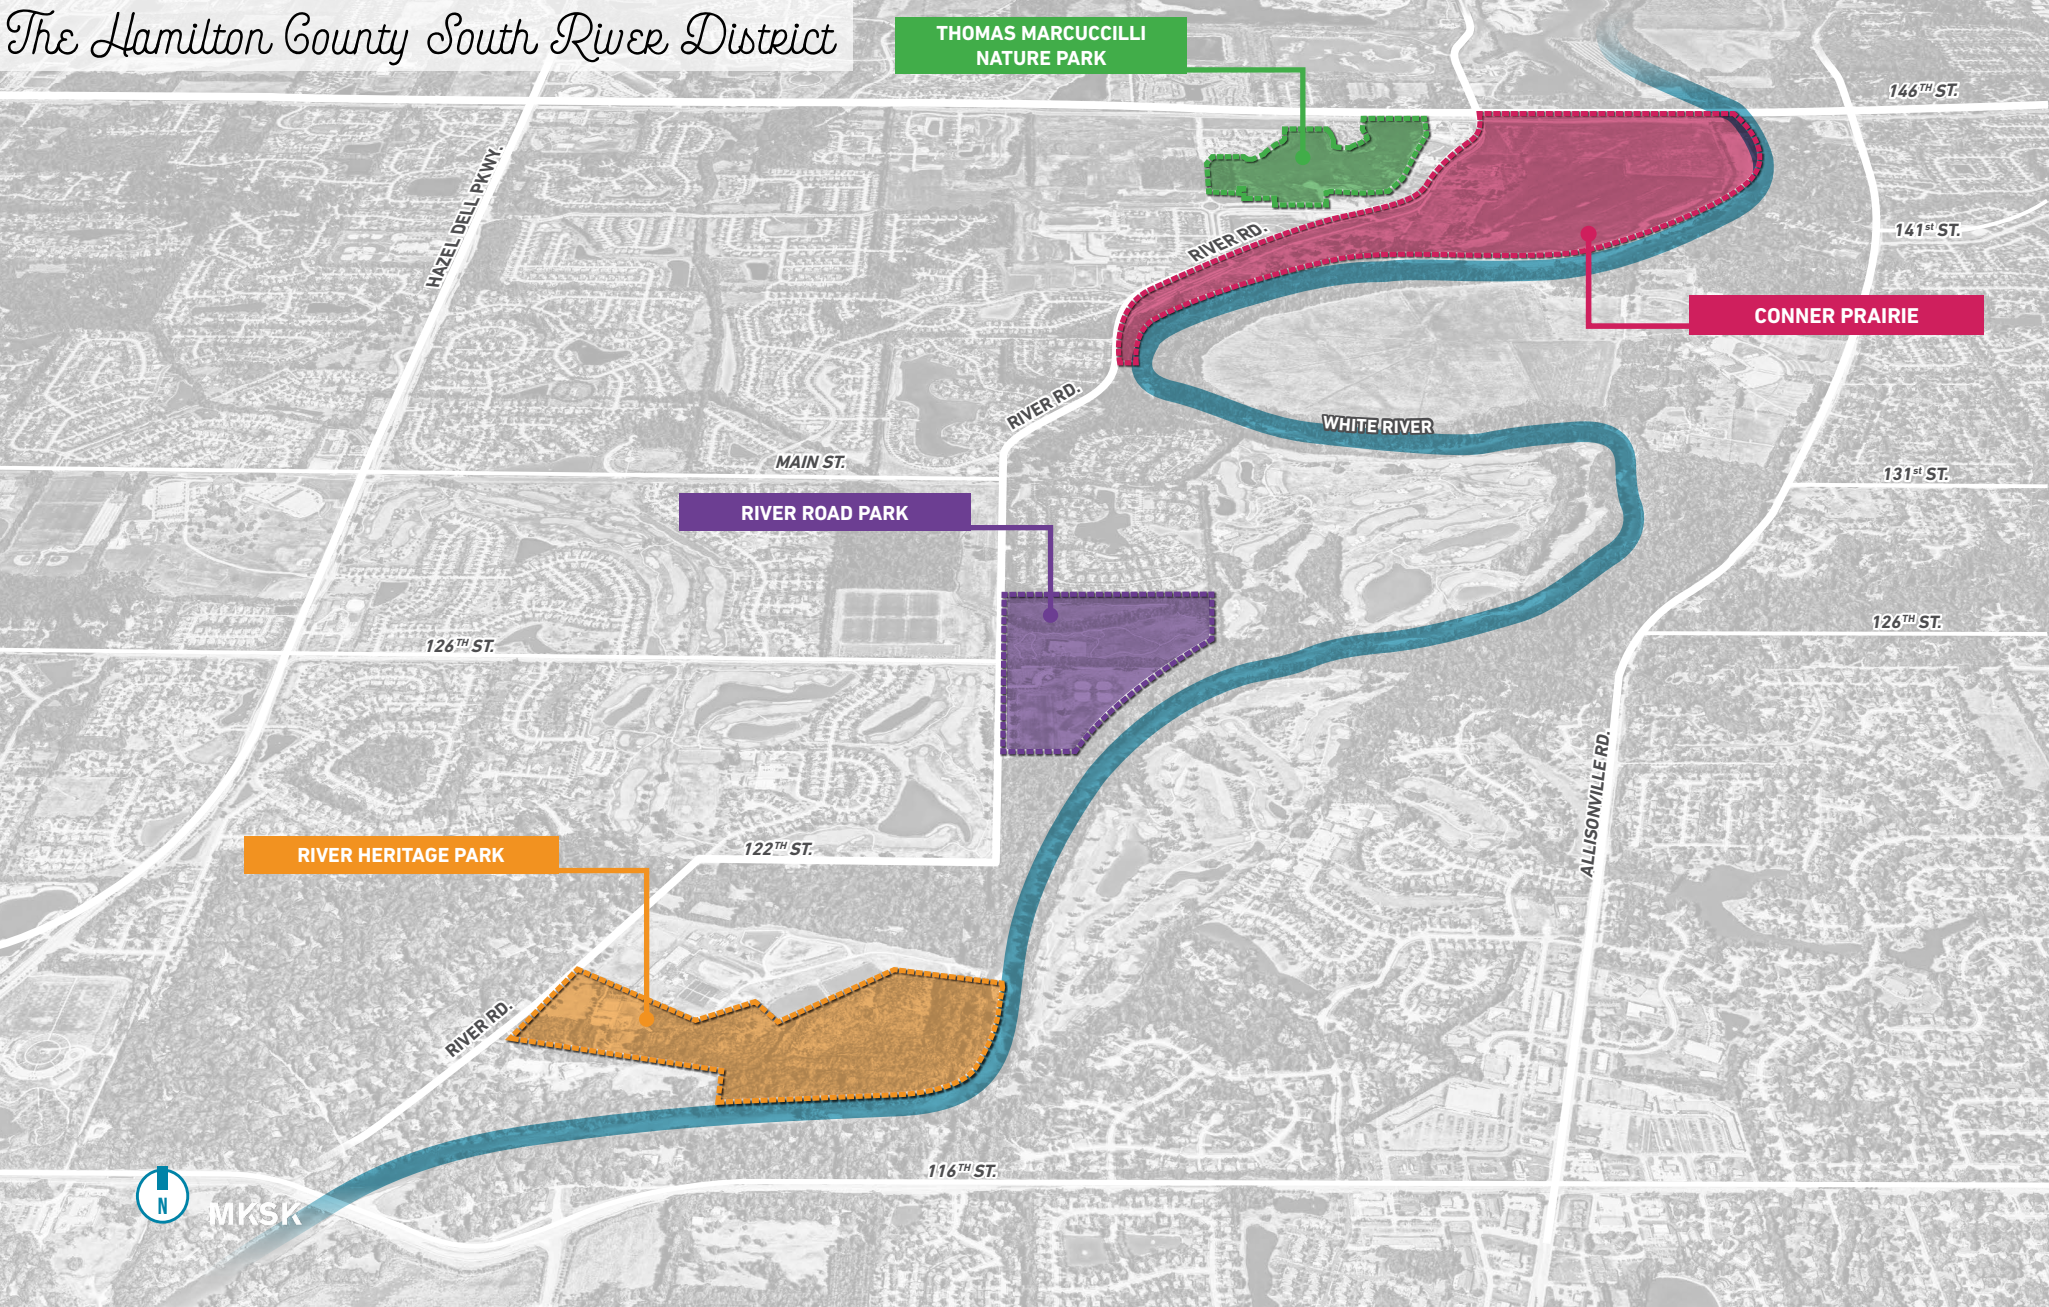 The Hamilton County South River District
THOMAS MARCUCCILLI
NATURE PARK
146TH ST.
HAZEL DELL PKWY.
141st ST.
RIVER RD.
CONNER PRAIRIE
RIVER RD.
WHITE RIVER
MAIN ST.
131st ST.
RIVER ROAD PARK
126TH ST.
126TH ST.
ALLISONVILLE RD.
RIVER HERITAGE PARK
122TH ST.
RIVER RD.
116TH ST.
N
MKSK